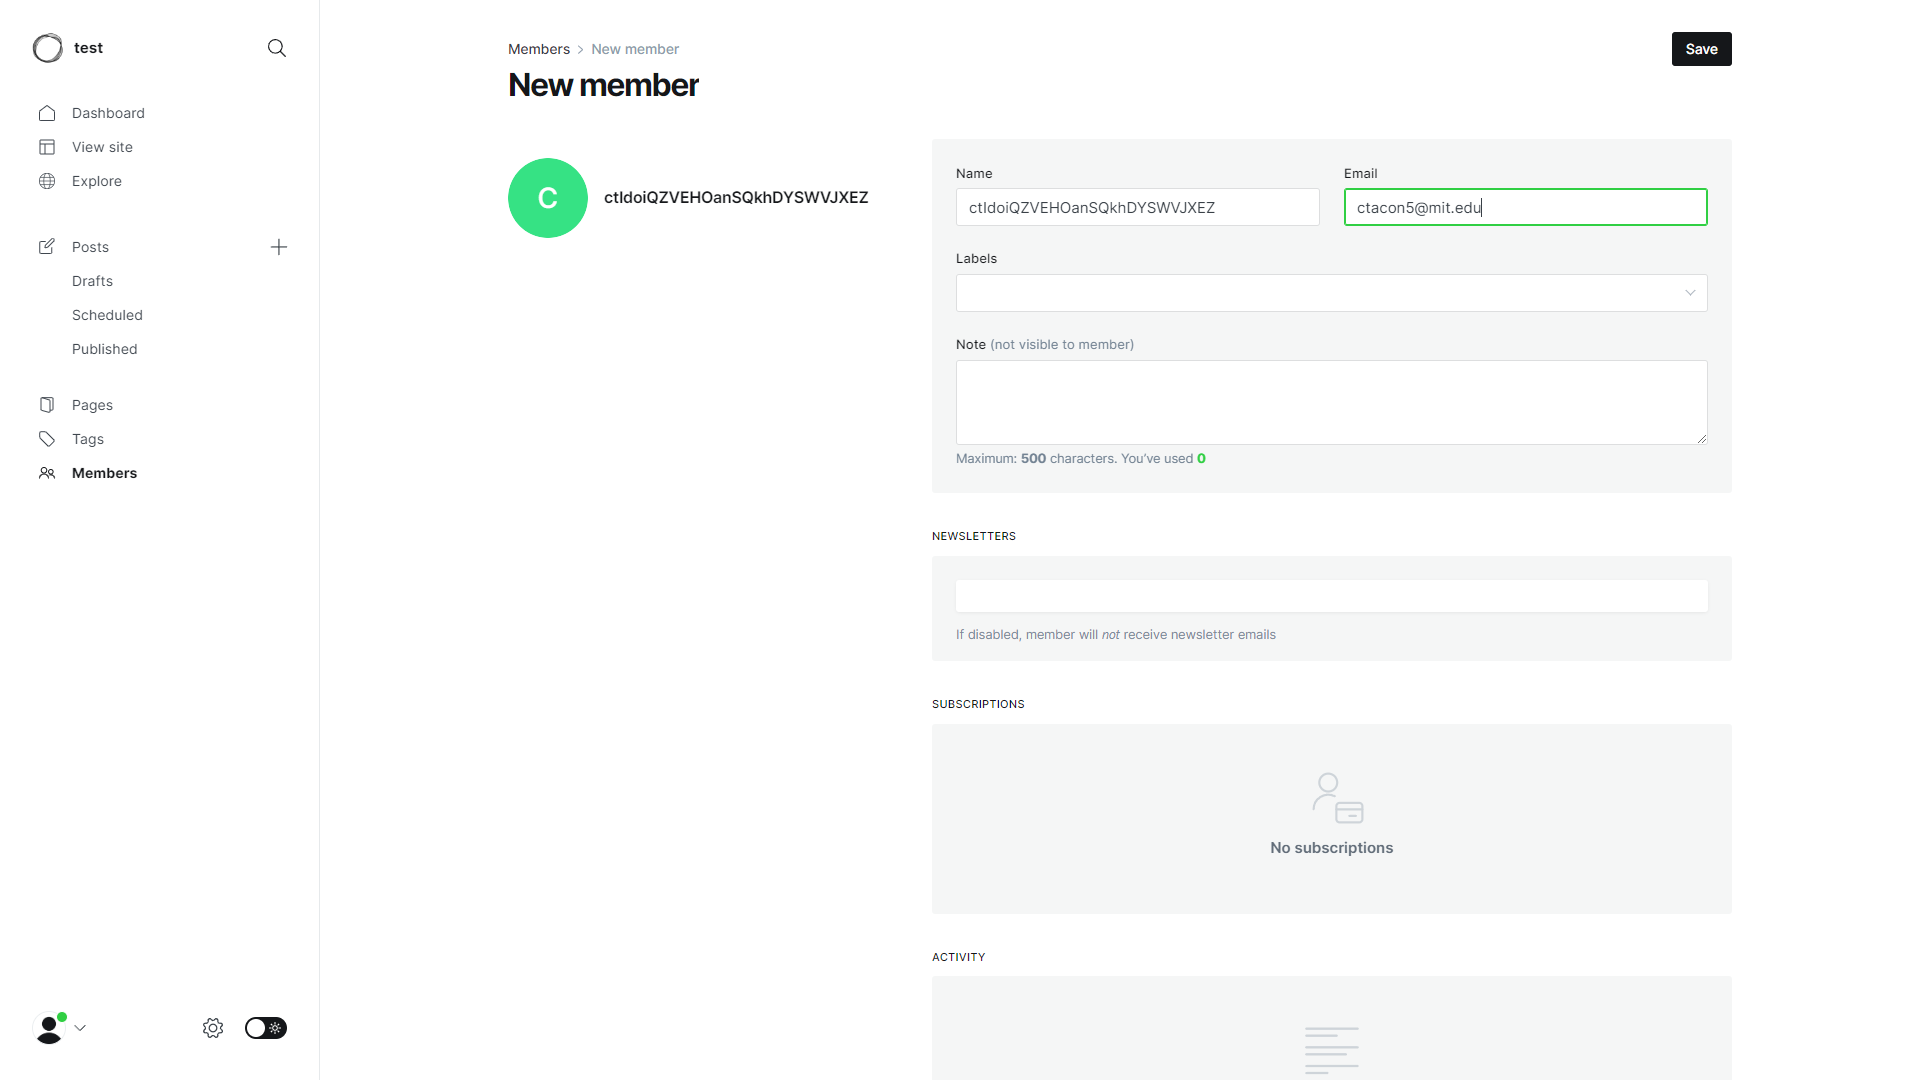 test
Dashboard
View site
Explore
Posts
Drafts
Scheduled
Published
Pages
Tags
Members
Members > New member
New member
Save
C
ctIdoiQZVEHOanSQkhDYSWVJXEZ
Name
Email
ctIdoiQZVEHOanSQkhDYSWVJXEZ
ctacon5@mit.edu
Labels
Note (not visible to member)
Maximum: 500 characters. You've used 0
NEWSLETTERS
If disabled, member will not receive newsletter emails
SUBSCRIPTIONS
No subscriptions
ACTIVITY